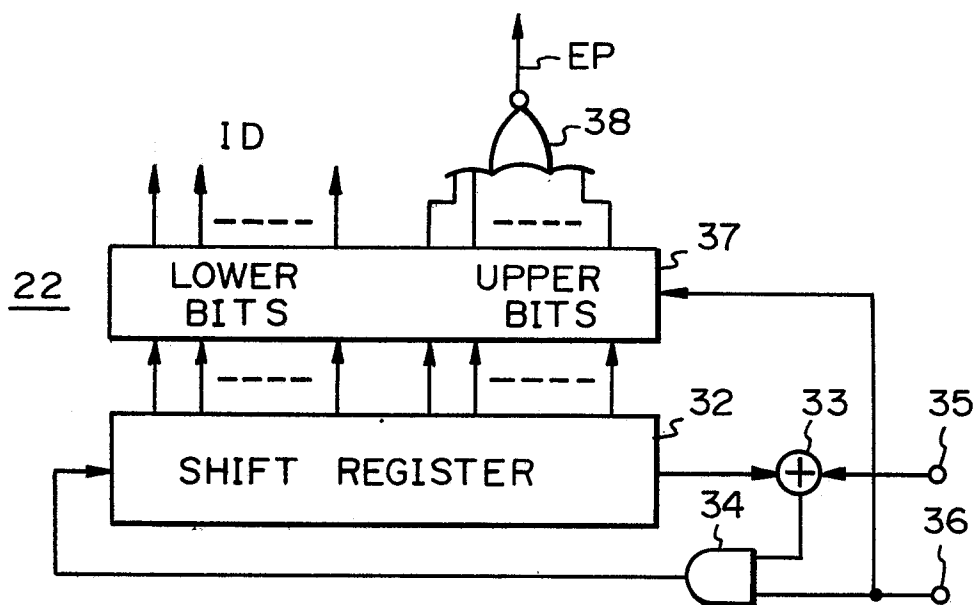 EP
38
ID
37
LOWER BITS
UPPER BITS
22
32
33
35
SHIFT REGISTER
34
36